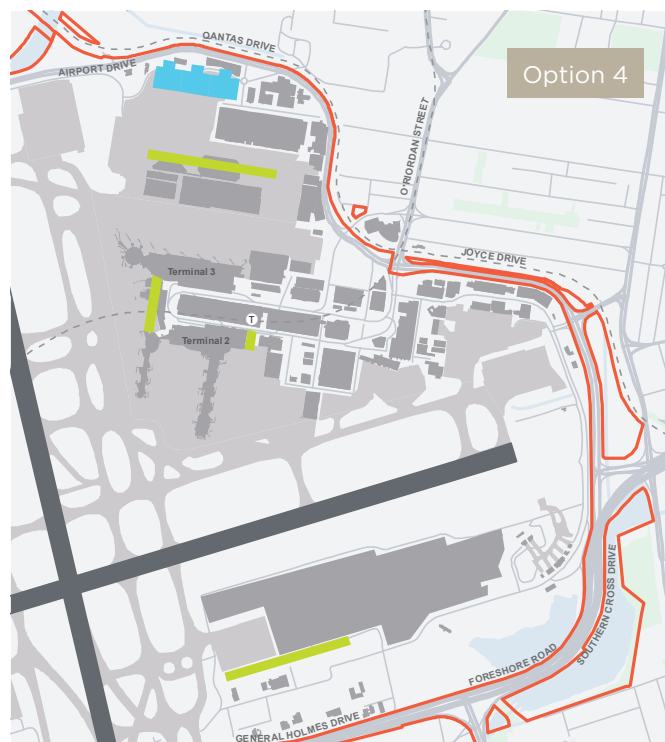 QANTAS DRIVE
AIRPORT DRIVE
Option 4
O'RIORDAN STREET
JOYCE DRIVE
Terminal 3
T
Terminal 2
SOUTHERN CROSS DRIVE
FORESHORE ROAD
GENERAL HOLMES DRIVE